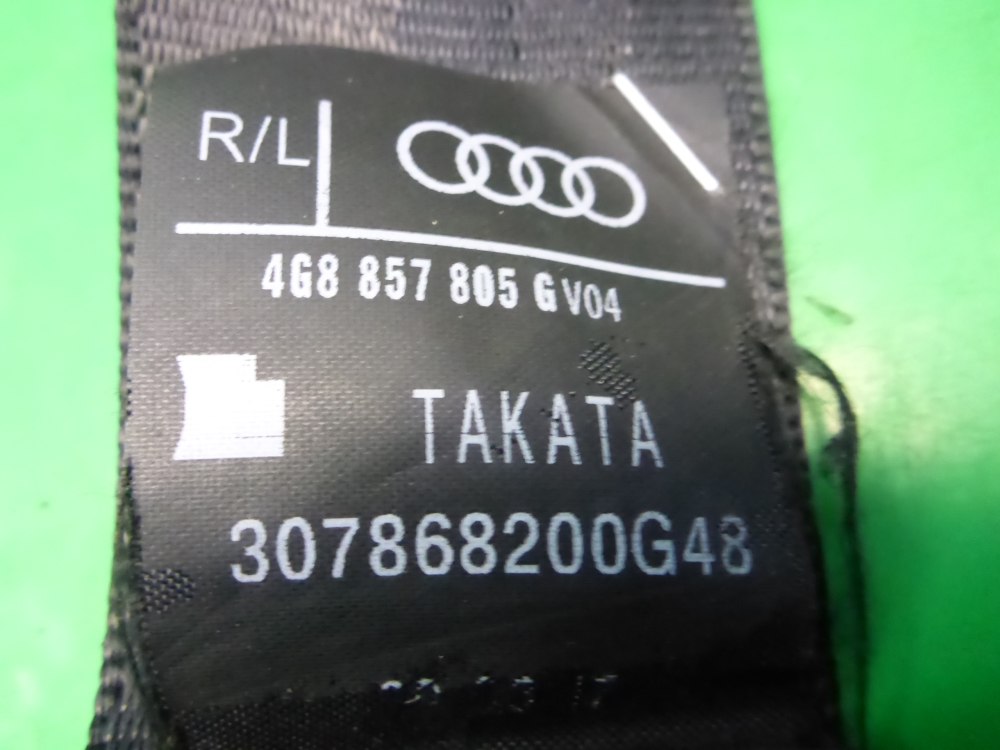 R/L
4G8 857 805 G V04
TAKATA
307868200G48